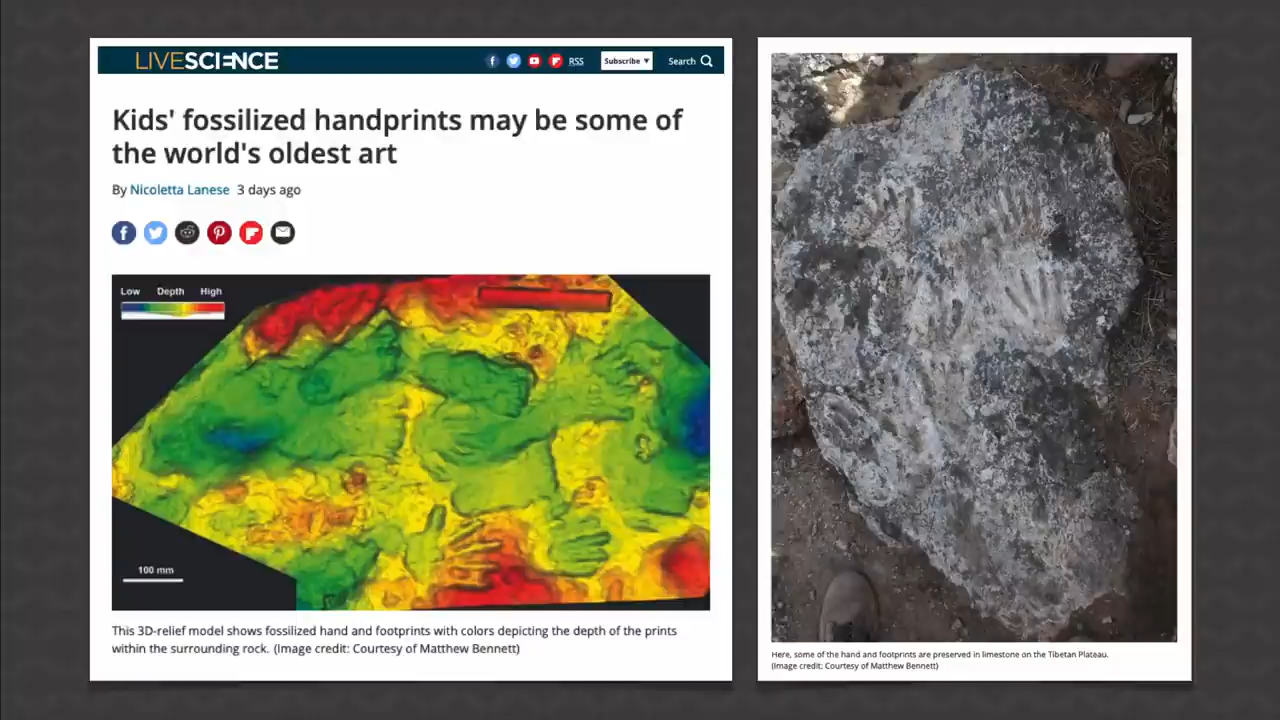 LIVESCIENCE
RSS
Subscribe ▼
Search
Kids' fossilized handprints may be some of
the world's oldest art
By Nicoletta Lanese 3 days ago
Low Depth High
100 mm
This 3D-relief model shows fossilized hand and footprints with colors depicting the depth of the prints
within the surrounding rock. (Image credit: Courtesy of Matthew Bennett)
Here, some of the hand and footprints are preserved in limestone on the Tibetan Plateau.
(Image credit: Courtesy of Matthew Bennett)